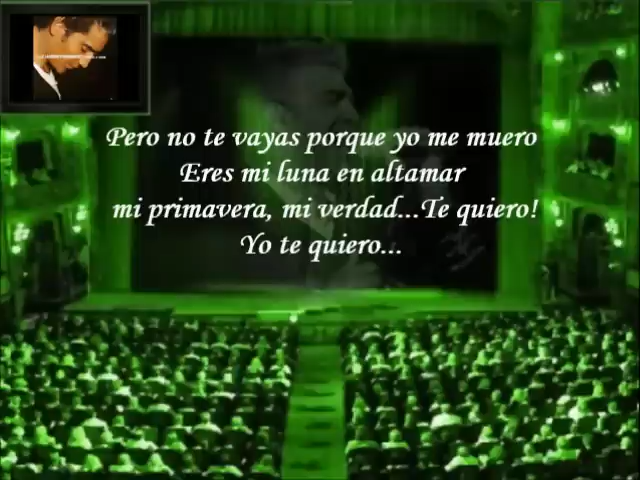 Pero no te vayas porque yo me muero
Eres mi luna en altamar
mi primavera, mi verdad...Te quiero!
Yo te quiero...